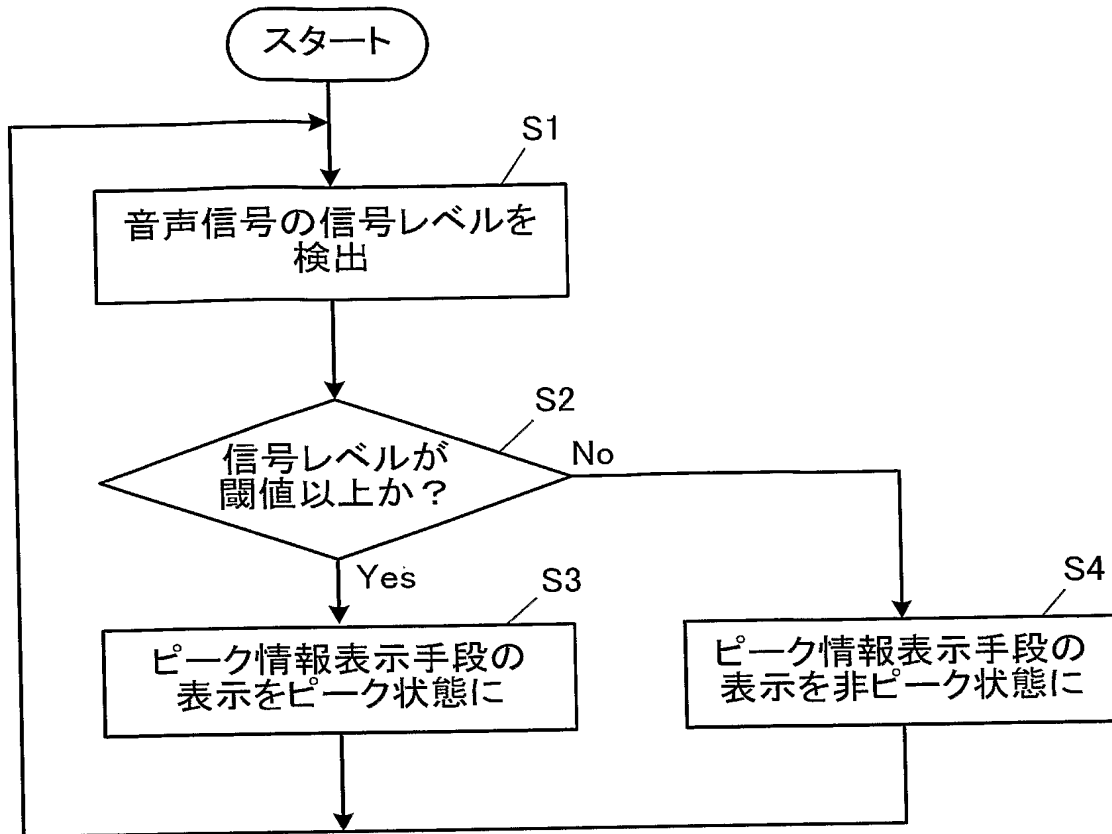 スタート
S1
音声信号の信号レベルを
検出
S2
信号レベルが
閾値以上か？
No
Yes
S3
ピーク情報表示手段の
表示をピーク状態に
S4
ピーク情報表示手段の
表示を非ピーク状態に